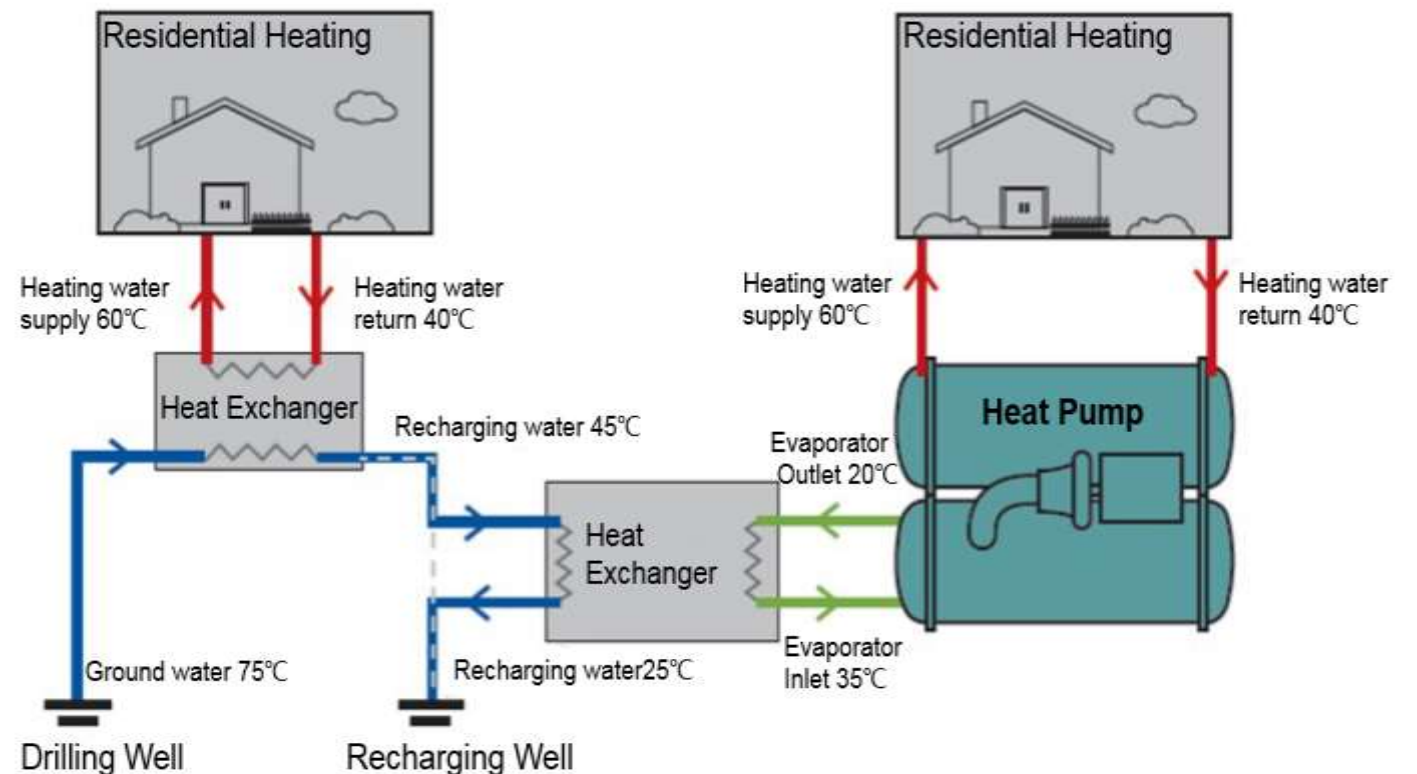 Residential Heating
Residential Heating
Heating water
supply 60℃
Heating water
return 40℃
Heating water
supply 60℃
Heating water
return 40℃
Heat Exchanger
Heat Pump
Recharging water 45℃
Evaporator
Outlet 20℃
Heat
Exchanger
Ground water 75℃
Recharging water25℃
Evaporator
Inlet 35℃
Drilling Well
Recharging Well